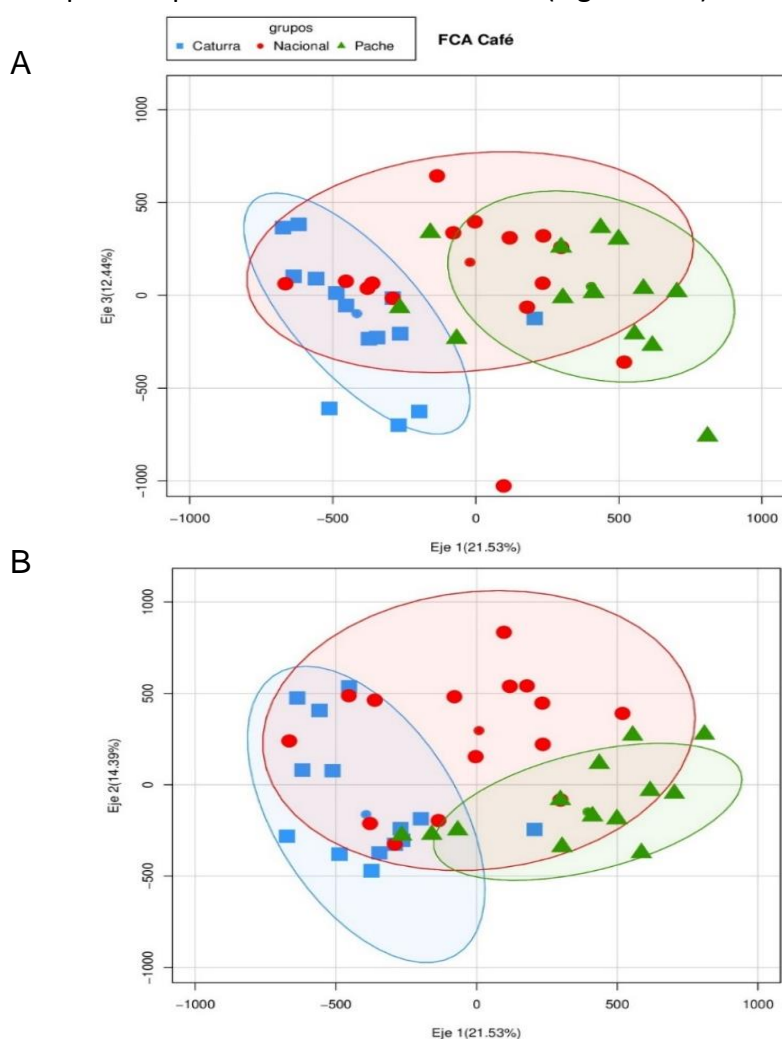 grupos
Caturra Nacional Pache
FCA Café
A
1000
500
0
−500
−1000
Eje 3(12.44%)
−1000 −500 0 500 1000
Eje 1(21.53%)
B
1000
500
0
−500
−1000
Eje 2(14.39%)
−1000 −500 0 500 1000
Eje 1(21.53%)